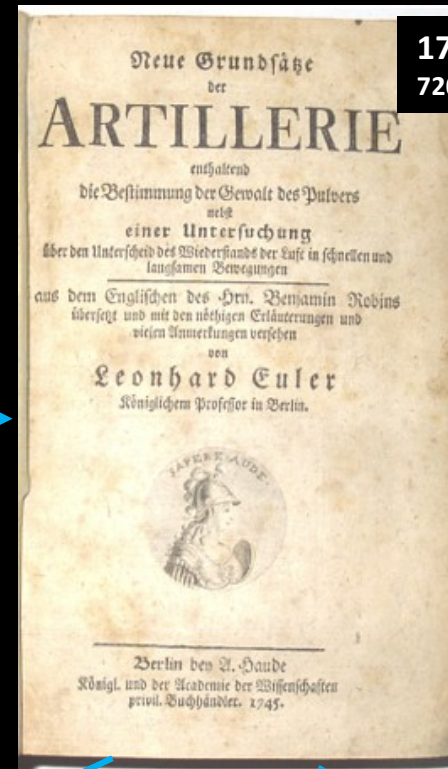 17
720
Neue Grundsätze
der
ARTILLERIE
enthaltend
die Bestimmung der Gewalt des Pulvers
nebst
einer Untersuchung
über den Unterscheid des Wiederstands der Luft in schnellen und
langsamen Bewegungen
aus dem Englischen des Hrn. Benjamin Robins
übersetzt und mit den nöthigen Erläuterungen und
vielen Anmerkungen versehen
von
Leonhard Euler
Königlichem Professor in Berlin.
SAPERE AUDE.
Berlin bey A. Haude
Königl. und der Academie der Wissenschaften
privil. Buchhändler. 1745.